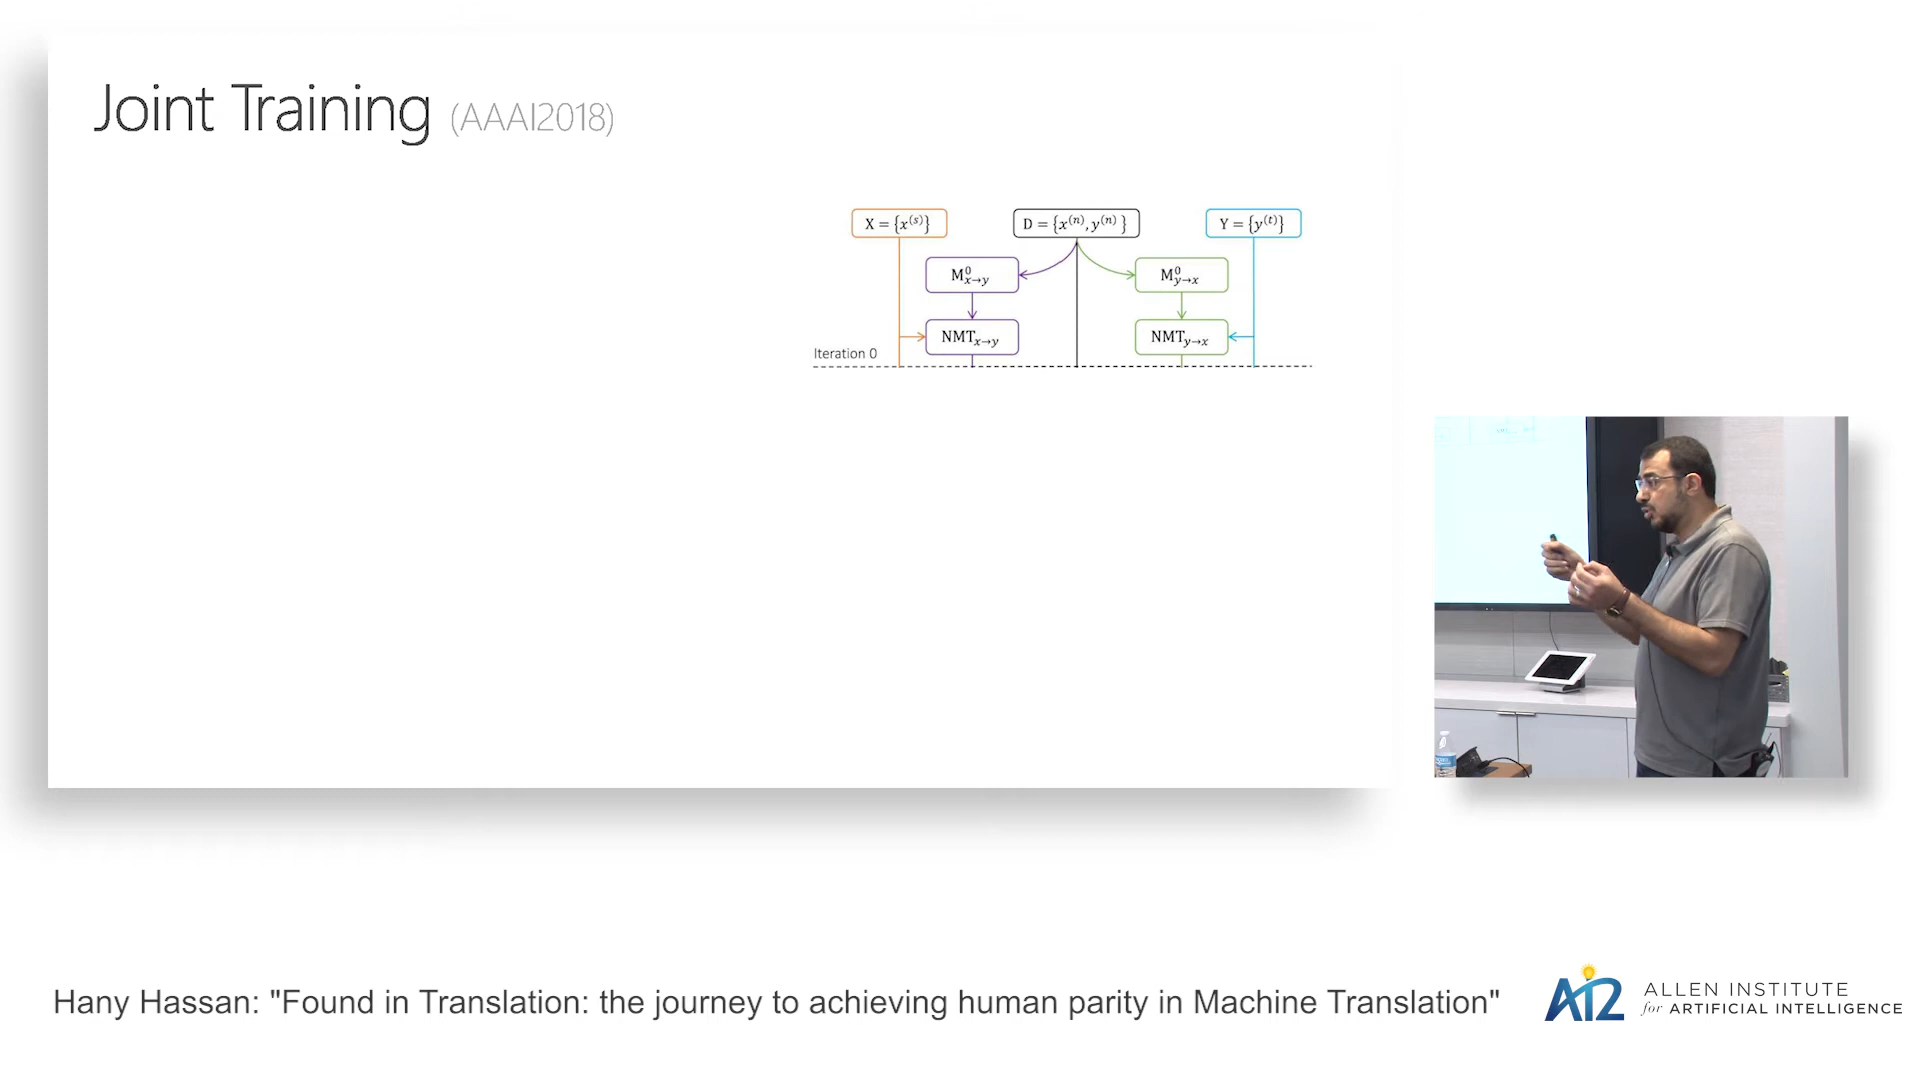 Joint Training (AAAI2018)
X = {x^(s)}
D = {x^(n), y^(n)}
Y = {y^(t)}
M^0_x→y
M^0_y→x
NMT_x→y
NMT_y→x
Iteration 0
Hany Hassan: "Found in Translation: the journey to achieving human parity in Machine Translation"
AI2
ALLEN INSTITUTE
for ARTIFICIAL INTELLIGENCE